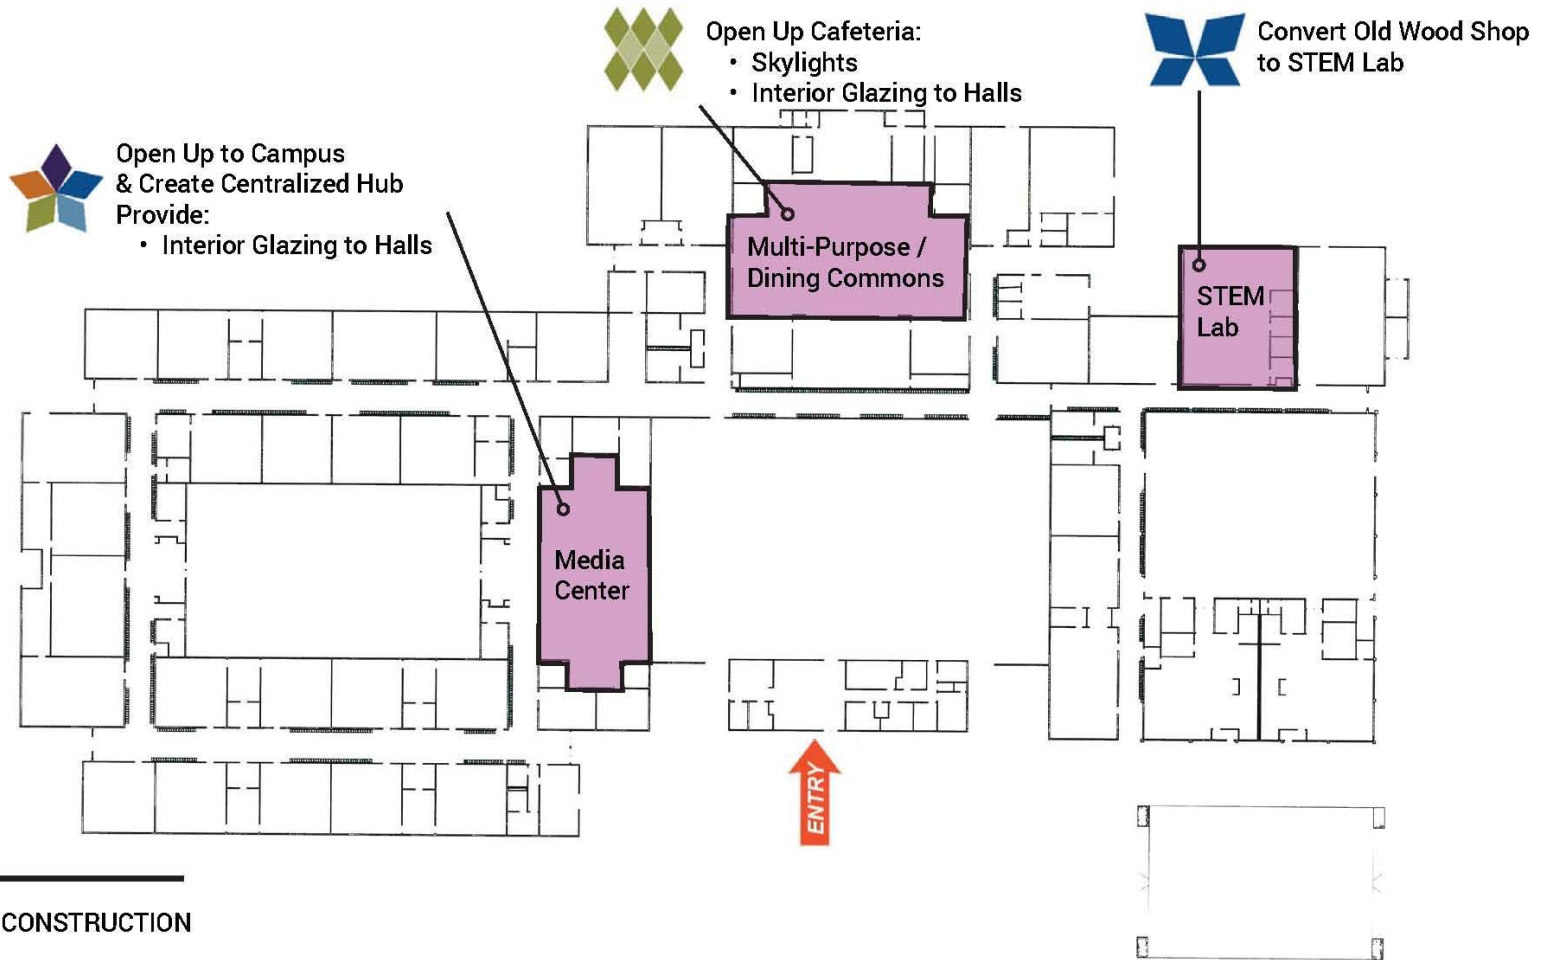 Open Up Cafeteria:
• Skylights
• Interior Glazing to Halls
Convert Old Wood Shop
to STEM Lab
Open Up to Campus
& Create Centralized Hub
Provide:
• Interior Glazing to Halls
Multi-Purpose /
Dining Commons
STEM
Lab
Media
Center
ENTRY
CONSTRUCTION